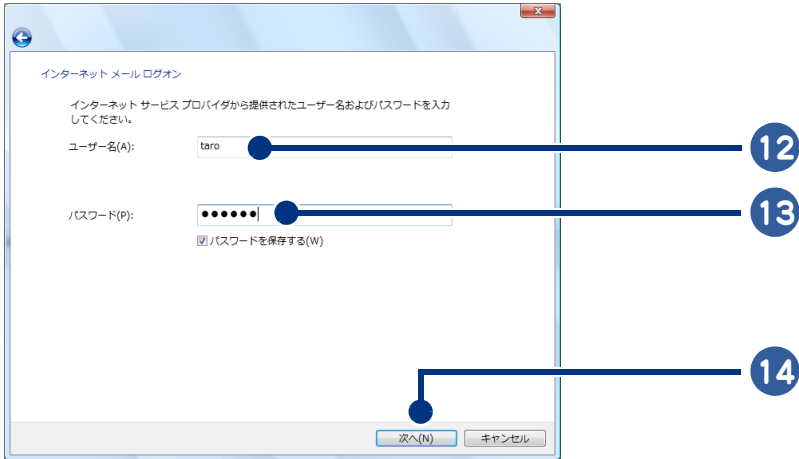 インターネット メール ログオン
インターネット サービス プロバイダから提供されたユーザー名およびパスワードを入力
してください。
ユーザー名(A):
taro
12
パスワード(P):
●●●●●●
13
パスワードを保存する(W)
14
次へ(N)
キャンセル